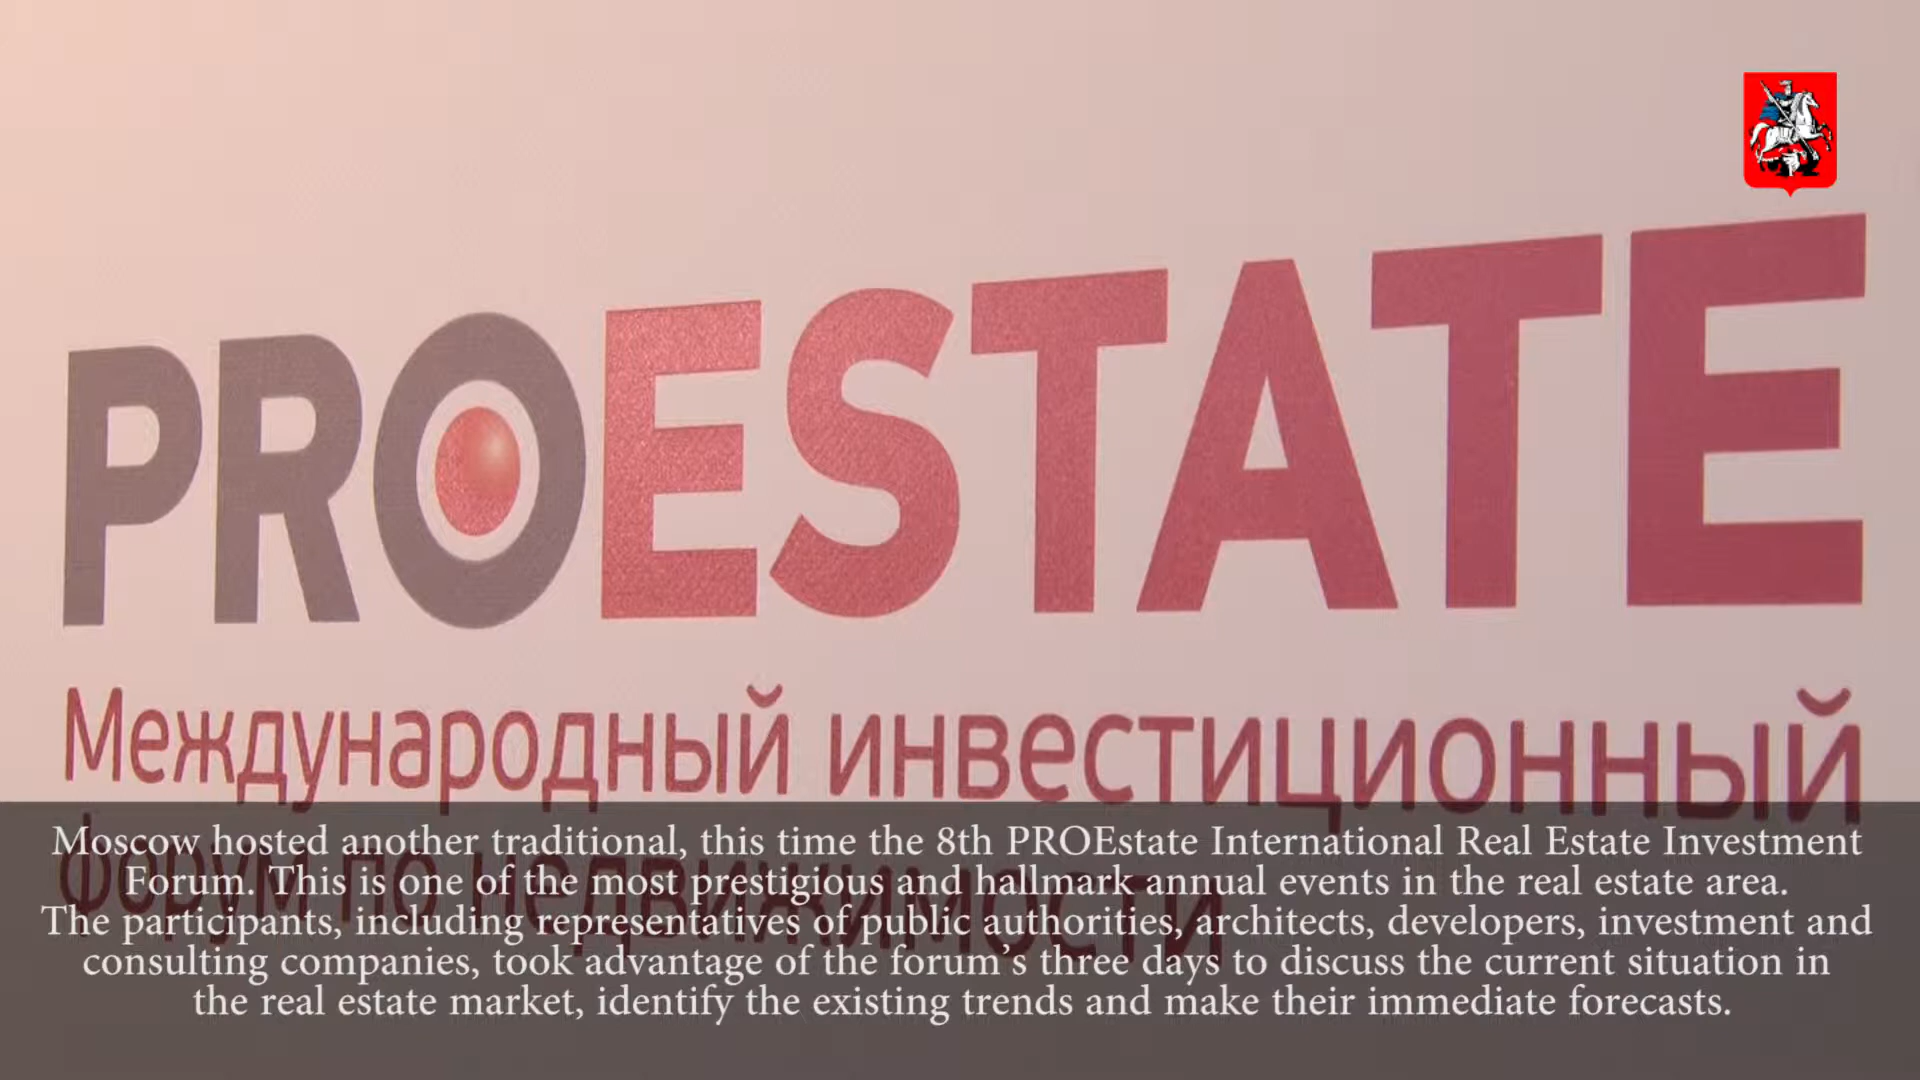 PROESTATE
Международный инвестиционный
форум по недвижимости
Moscow hosted another traditional, this time the 8th PROEstate International Real Estate Investment
Forum. This is one of the most prestigious and hallmark annual events in the real estate area.
The participants, including representatives of public authorities, architects, developers, investment and
consulting companies, took advantage of the forum's three days to discuss the current situation in
the real estate market, identify the existing trends and make their immediate forecasts.